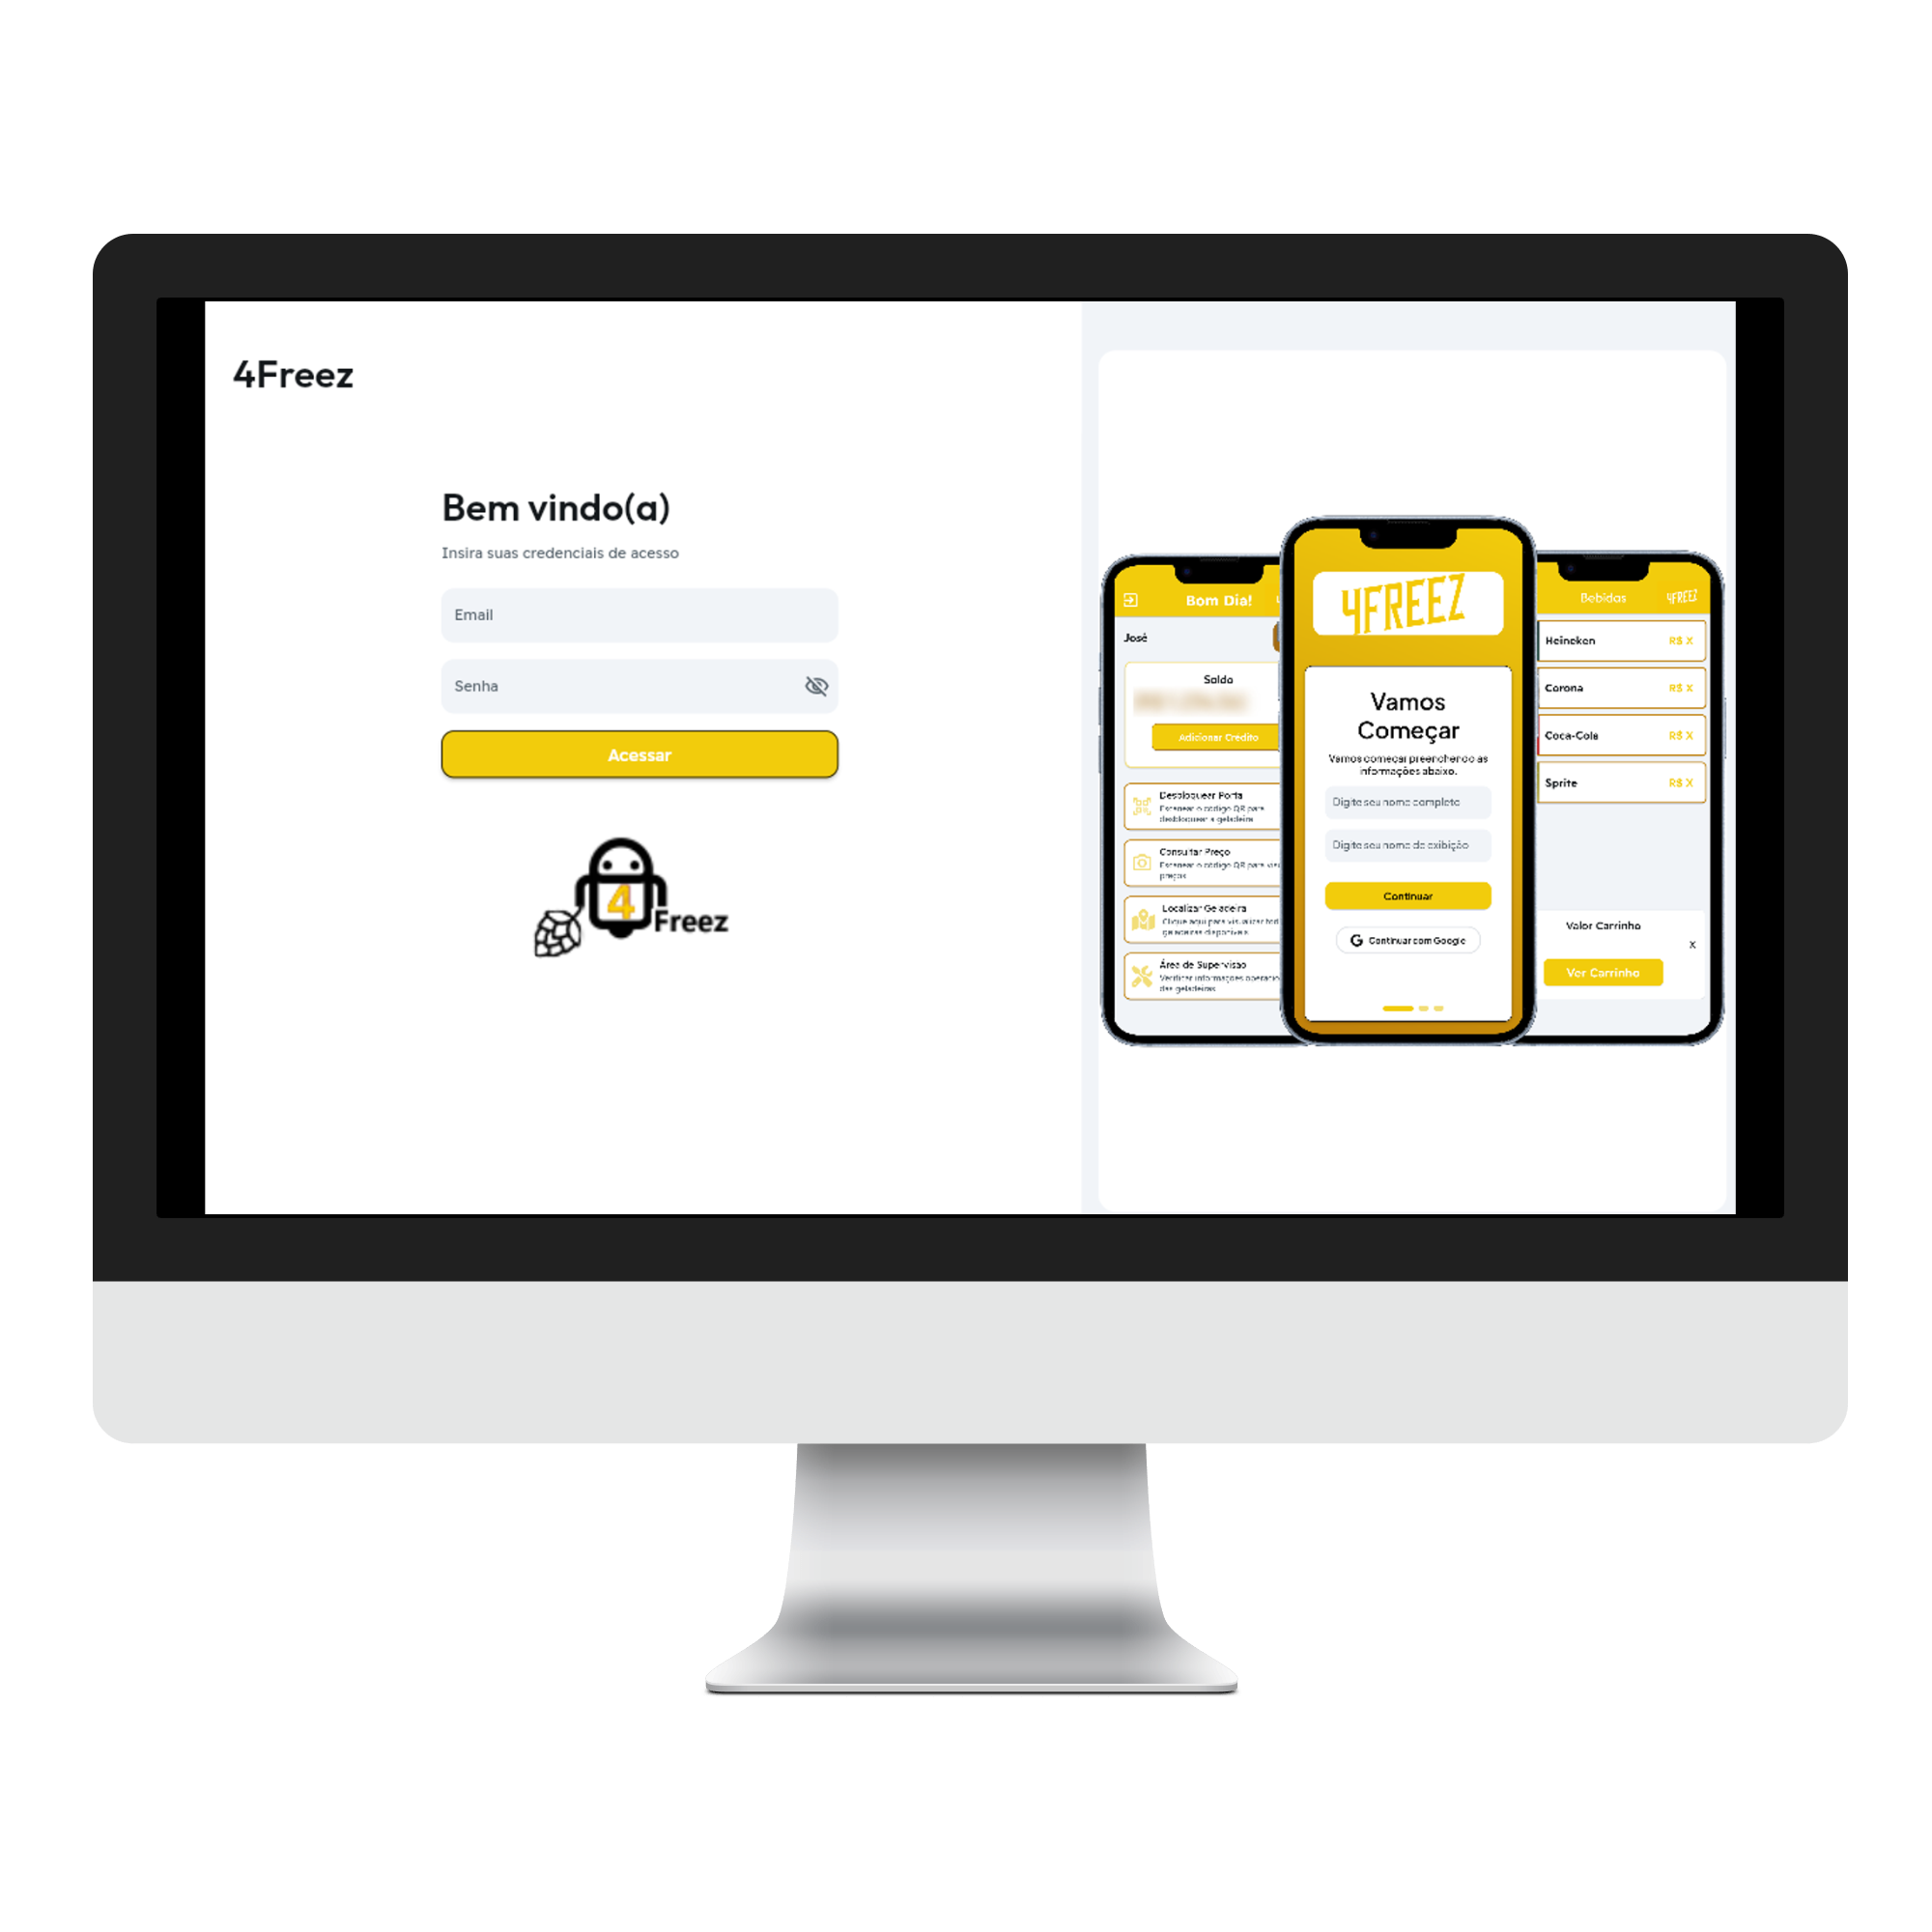 4Freez
Bem vindo(a)
Insira suas credenciais de acesso
Email
Senha
Acessar
4
Freez
Bom Dia!
José
Saldo
Adicionar Crédito
Desbloquear Porta
Escanear o código QR para
desbloquear a geladeira
Consultar Preço
Escanear o código QR para
preços
Localizar Geladeira
Clique aqui para visualizar
geladeiras disponíveis
Área de Supervisão
Verificar informações
das geladeiras
4FREEZ
Vamos
Começar
Vamos começar preenchendo as
informações abaixo.
Digite seu nome completo
Digite seu nome de exibição
Continuar
G Continuar com Google
Bebidas
4FREEZ
Heineken R$ X
Corona R$ X
Coca-Cola R$ X
Sprite R$ X
Valor Carrinho
X
Ver Carrinho